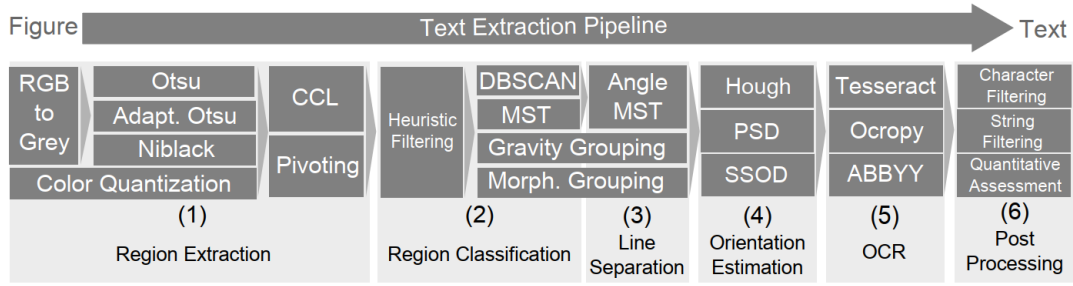 Figure
Text Extraction Pipeline
Text
RGB
to
Grey
Otsu
Adapt. Otsu
Niblack
Color Quantization
CCL
Pivoting
(1)
Region Extraction
Heuristic
Filtering
DBSCAN
MST
Gravity Grouping
Morph. Grouping
(2)
Region Classification
Angle
MST
(3)
Line
Separation
Hough
PSD
SSOD
(4)
Orientation
Estimation
Tesseract
Ocropy
ABBYY
(5)
OCR
Character
Filtering
String
Filtering
Quantitative
Assessment
(6)
Post
Processing